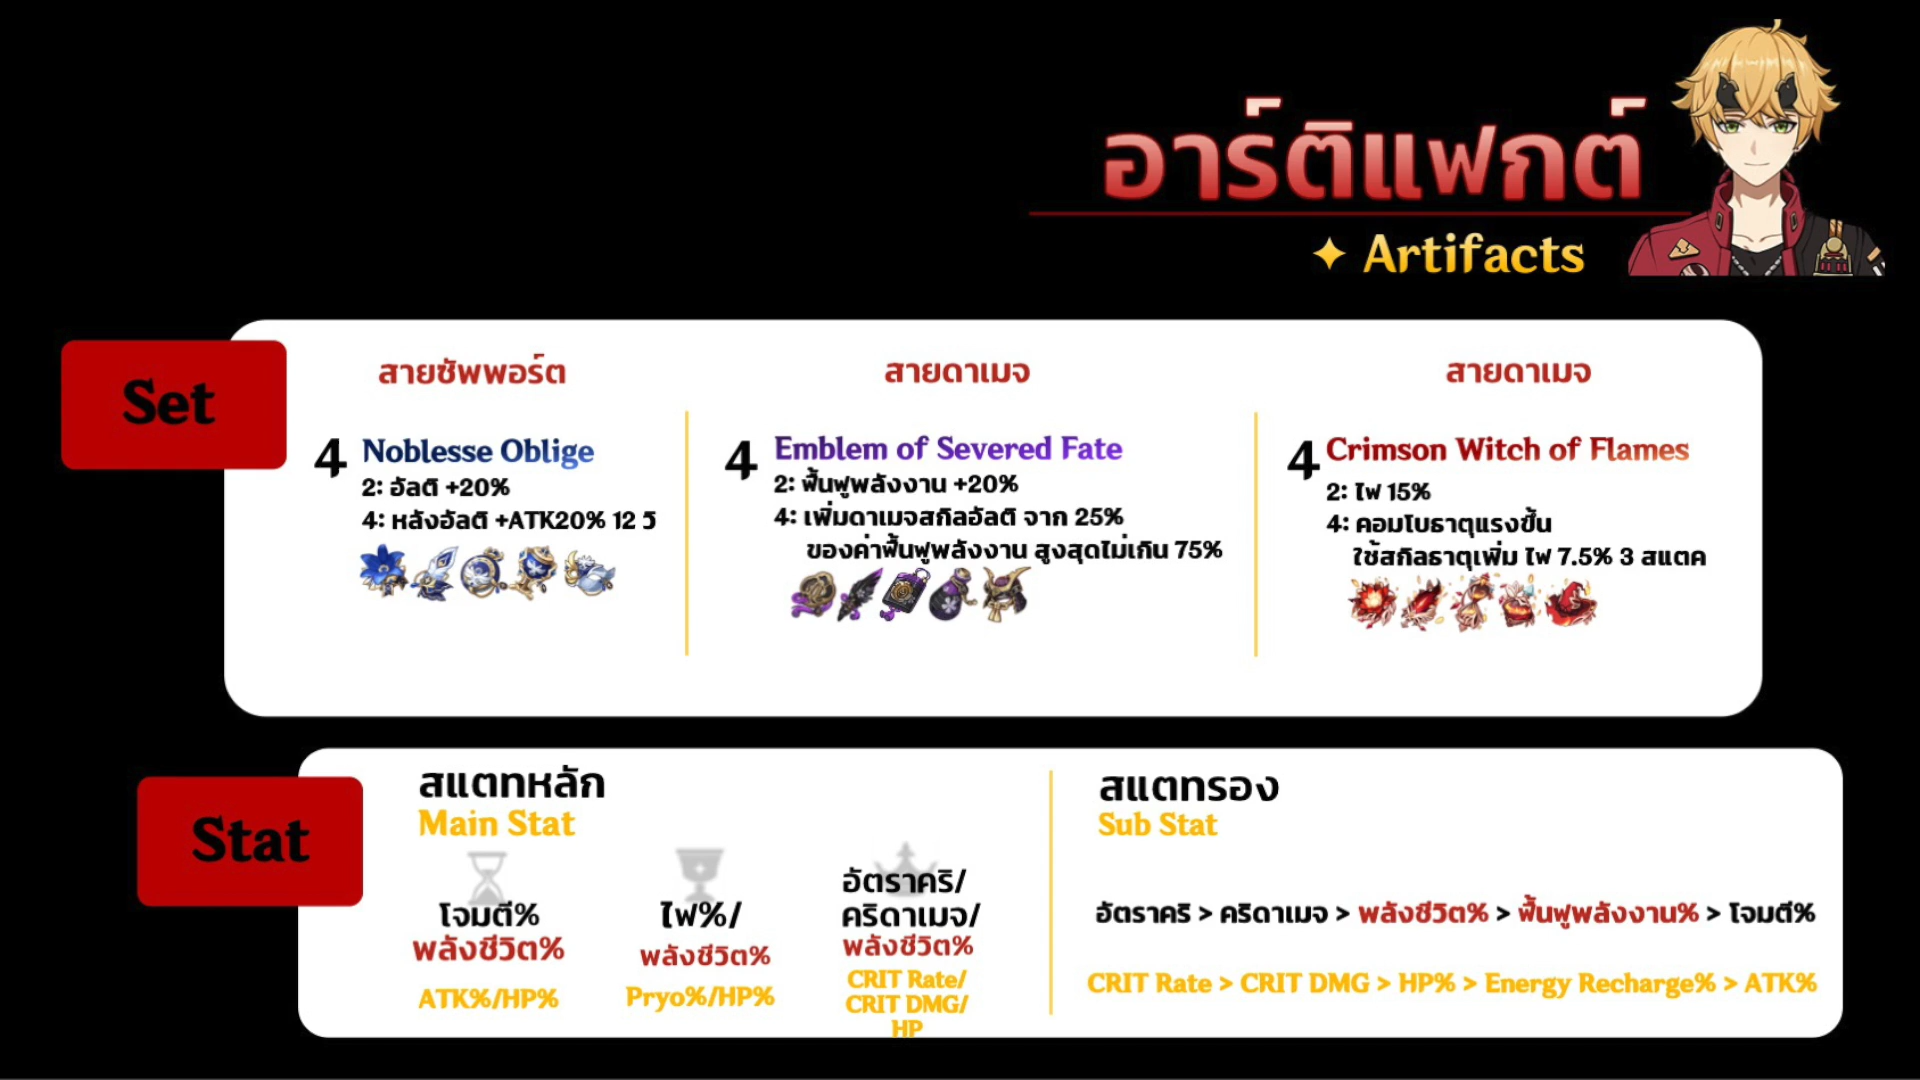 อาร์ติแฟกต์
✦ Artifacts
Set
สายซัพพอร์ต
4 Noblesse Oblige
2: อัลติ +20%
4: หลังอัลติ +ATK20% 12 วิ
สายดาเมจ
4 Emblem of Severed Fate
2: ฟื้นฟูพลังงาน +20%
4: เพิ่มดาเมจสกิลอัลติ จาก 25%
ของค่าฟื้นฟูพลังงาน สูงสุดไม่เกิน 75%
สายดาเมจ
4 Crimson Witch of Flames
2: ไฟ 15%
4: คอมโบธาตุแรงขึ้น
ใช้สกิลธาตุเพิ่ม ไฟ 7.5% 3 สแตค
Stat
สแตทหลัก
Main Stat
โจมตี%
พลังชีวิต%
ATK%/HP%
ไฟ%/
พลังชีวิต%
Pryo%/HP%
อัตราคริ/
คริดาเมจ/
พลังชีวิต%
CRIT Rate/
CRIT DMG/
HP
สแตทรอง
Sub Stat
อัตราคริ > คริดาเมจ > พลังชีวิต% > ฟื้นฟูพลังงาน% > โจมตี%
CRIT Rate > CRIT DMG > HP% > Energy Recharge% > ATK%